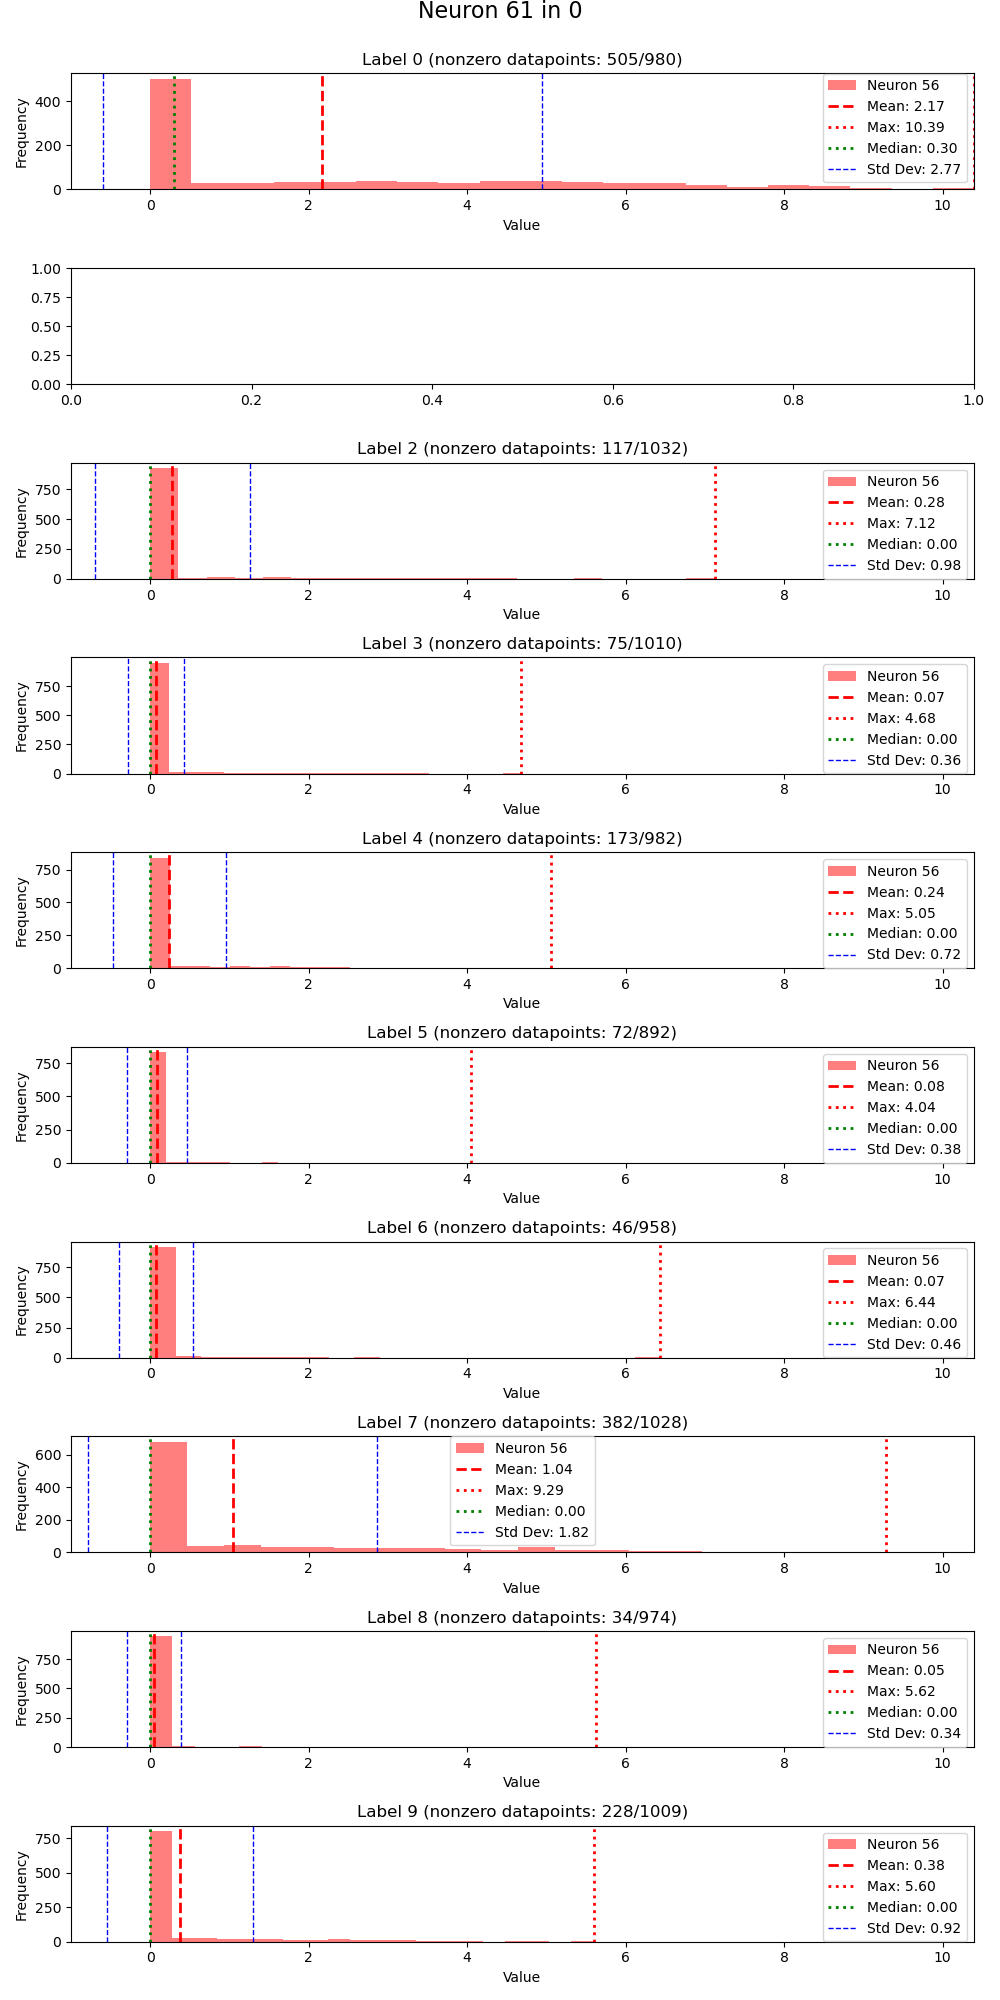 Neuron 61 in 0
Label 0 (nonzero datapoints: 505/980)
Frequency
400
200
0
Neuron 56
Mean: 2.17
Max: 10.39
Median: 0.30
Std Dev: 2.77
0 2 4 6 8 10
Value
1.00
0.75
0.50
0.25
0.00
0.0 0.2 0.4 0.6 0.8 1.0
Label 2 (nonzero datapoints: 117/1032)
Frequency
750
500
250
0
Neuron 56
Mean: 0.28
Max: 7.12
Median: 0.00
Std Dev: 0.98
0 2 4 6 8 10
Value
Label 3 (nonzero datapoints: 75/1010)
Frequency
750
500
250
0
Neuron 56
Mean: 0.07
Max: 4.68
Median: 0.00
Std Dev: 0.36
0 2 4 6 8 10
Value
Label 4 (nonzero datapoints: 173/982)
Frequency
750
500
250
0
Neuron 56
Mean: 0.24
Max: 5.05
Median: 0.00
Std Dev: 0.72
0 2 4 6 8 10
Value
Label 5 (nonzero datapoints: 72/892)
Frequency
750
500
250
0
Neuron 56
Mean: 0.08
Max: 4.04
Median: 0.00
Std Dev: 0.38
0 2 4 6 8 10
Value
Label 6 (nonzero datapoints: 46/958)
Frequency
750
500
250
0
Neuron 56
Mean: 0.07
Max: 6.44
Median: 0.00
Std Dev: 0.46
0 2 4 6 8 10
Value
Label 7 (nonzero datapoints: 382/1028)
Frequency
600
400
200
0
Neuron 56
Mean: 1.04
Max: 9.29
Median: 0.00
Std Dev: 1.82
0 2 4 6 8 10
Value
Label 8 (nonzero datapoints: 34/974)
Frequency
750
500
250
0
Neuron 56
Mean: 0.05
Max: 5.62
Median: 0.00
Std Dev: 0.34
0 2 4 6 8 10
Value
Label 9 (nonzero datapoints: 228/1009)
Frequency
750
500
250
0
Neuron 56
Mean: 0.38
Max: 5.60
Median: 0.00
Std Dev: 0.92
0 2 4 6 8 10
Value